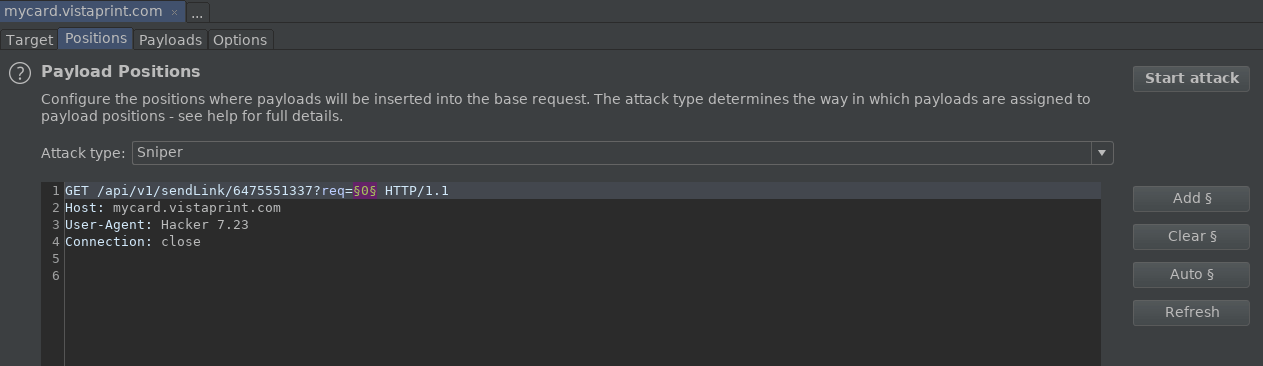 mycard.vistaprint.com × ...
Target Positions Payloads Options
? Payload Positions Start attack
Configure the positions where payloads will be inserted into the base request. The attack type determines the way in which payloads are assigned to
payload positions - see help for full details.
Attack type: Sniper
1 GET /api/v1/sendLink/6475551337?req=§0§ HTTP/1.1
2 Host: mycard.vistaprint.com
3 User-Agent: Hacker 7.23
4 Connection: close
5
6
Add §
Clear §
Auto §
Refresh